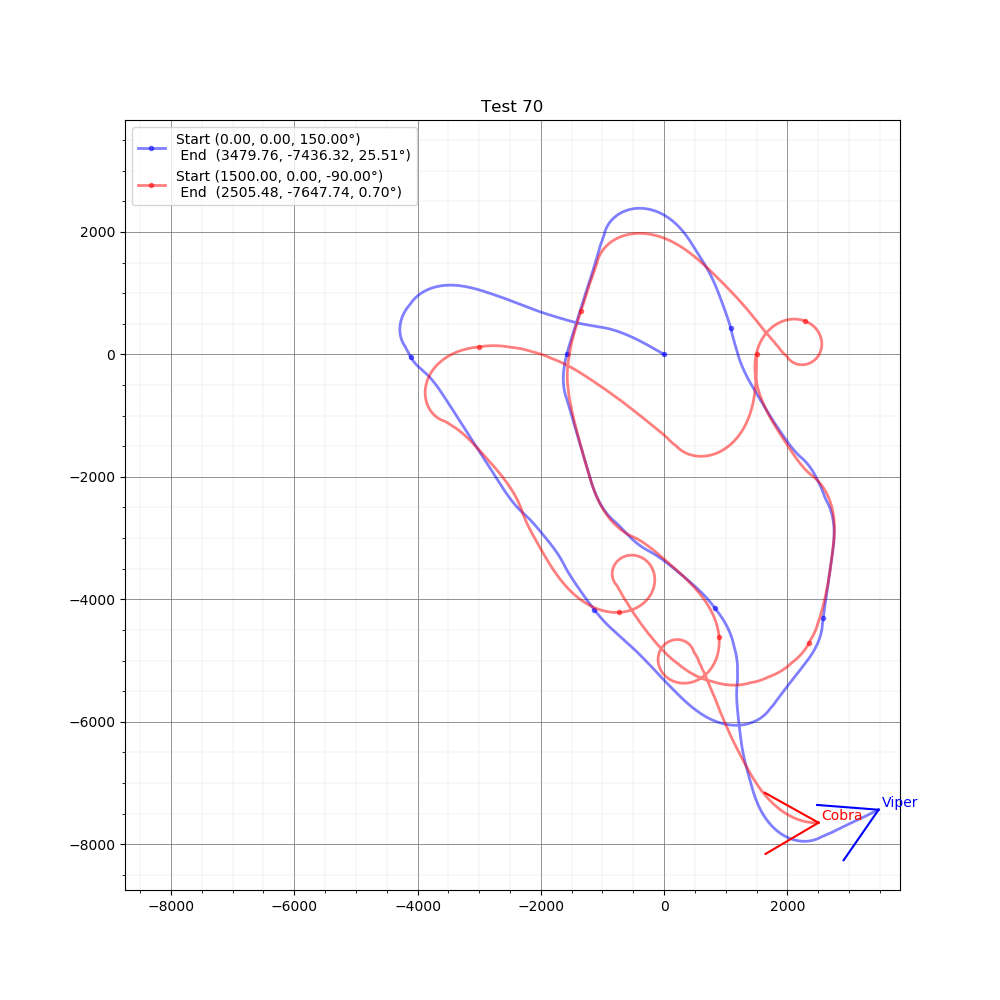 Test 70
Start (0.00, 0.00, 150.00°)
End  (3479.76, -7436.32, 25.51°)
Start (1500.00, 0.00, -90.00°)
End  (2505.48, -7647.74, 0.70°)
2000
0
−2000
−4000
−6000
−8000
Viper
Cobra
−8000 −6000 −4000 −2000 0 2000